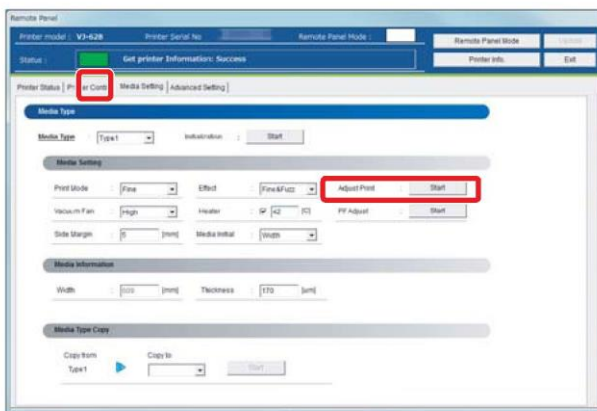 Remote Panel
Printer model : VJ-628 Printer Serial No Remote Panel Mode : Remote Panel Mode
Status : Get printer Information: Success Printer Info. Exit
Printer Status Pr er Contr Media Setting Advanced Setting
Media Type
Media Type : Type1 Initialization : Start
Media Setting
Print Mode : Fine Effect : Fine&Fuzz Adjust Print : Start
Vacuum Fan : High Heater : 42 [C] PF Adjust : Start
Side Margin : 5 [mm] Media Initial : Width
Media Information
Width : [mm] Thickness : 170 [um]
Media Type Copy
Copy from Copy to
Type1 Start